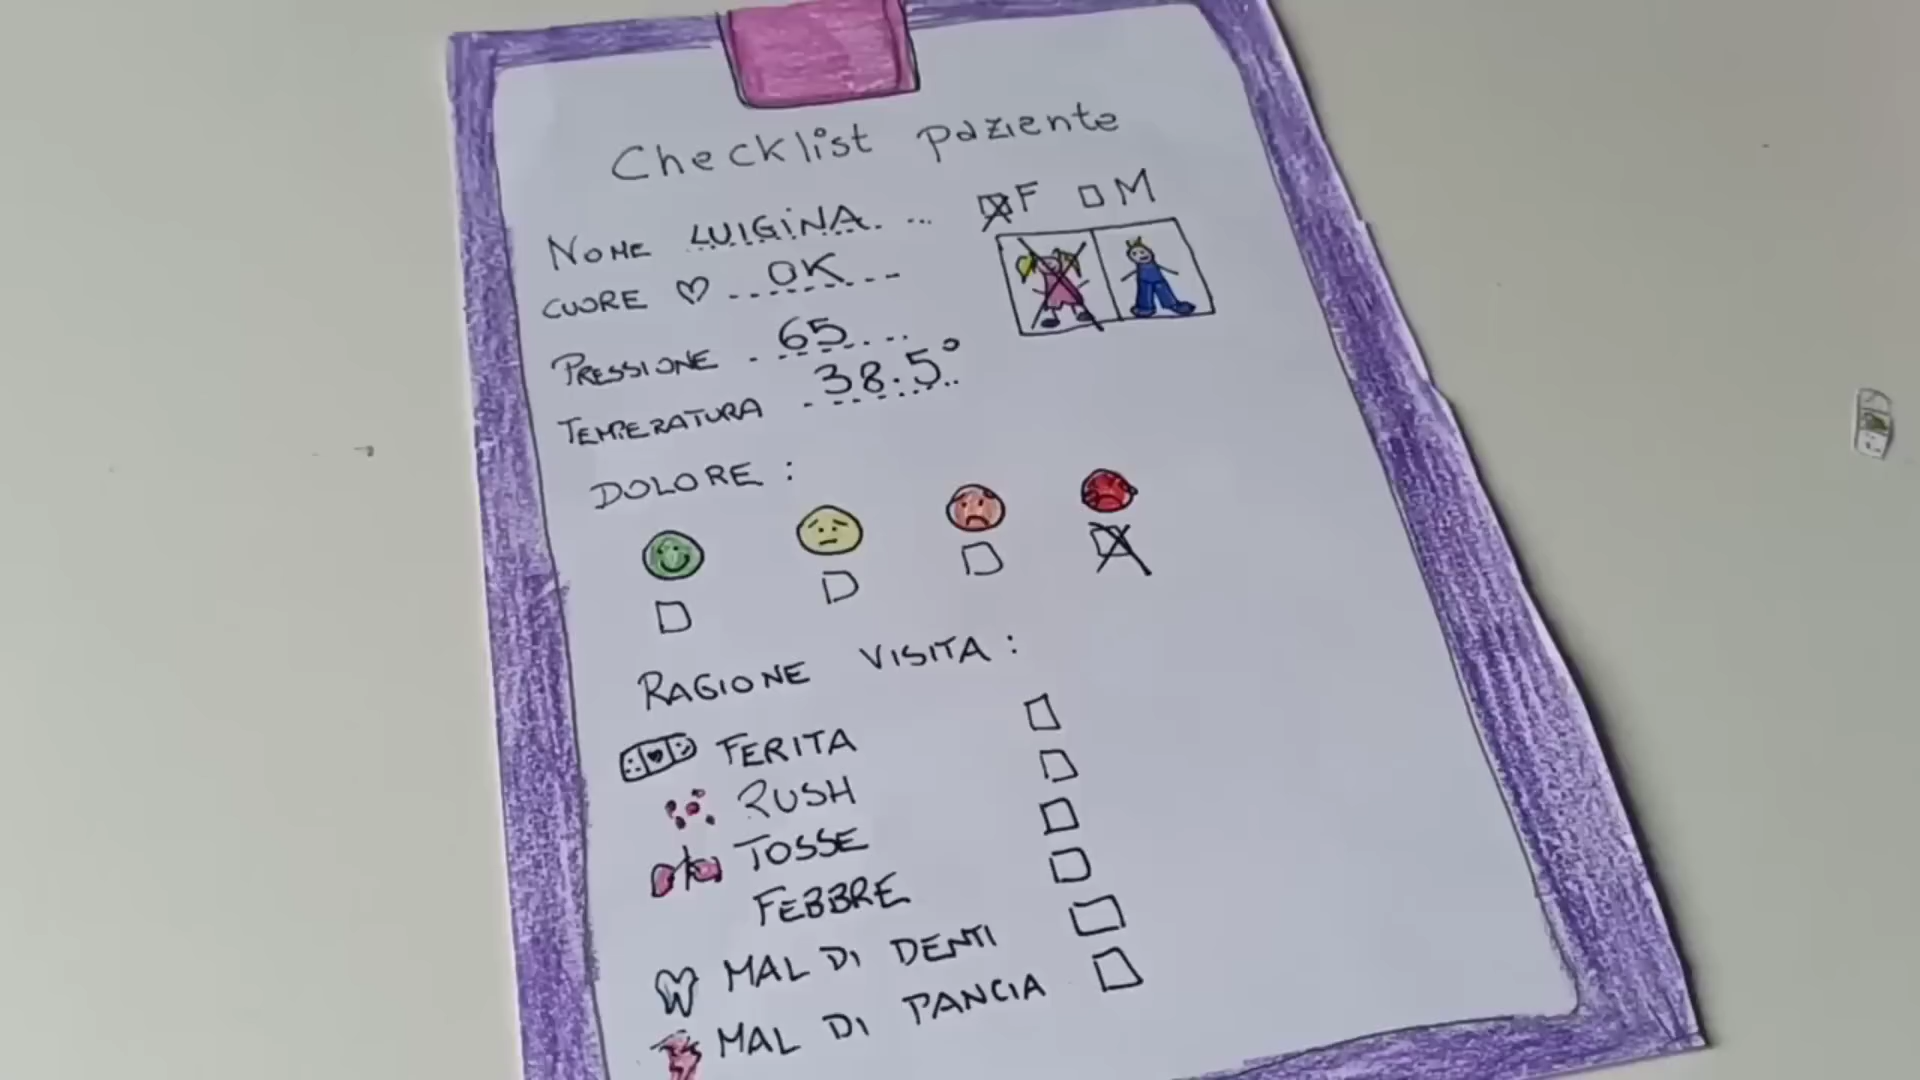 Checklist paziente
NOME LUIGINA
F M
CUORE OK
PRESSIONE 65
TEMPERATURA 38.5°
DOLORE :
RAGIONE VISITA :
FERITA
RUSH
TOSSE
FEBBRE
MAL DI DENTI
MAL DI PANCIA